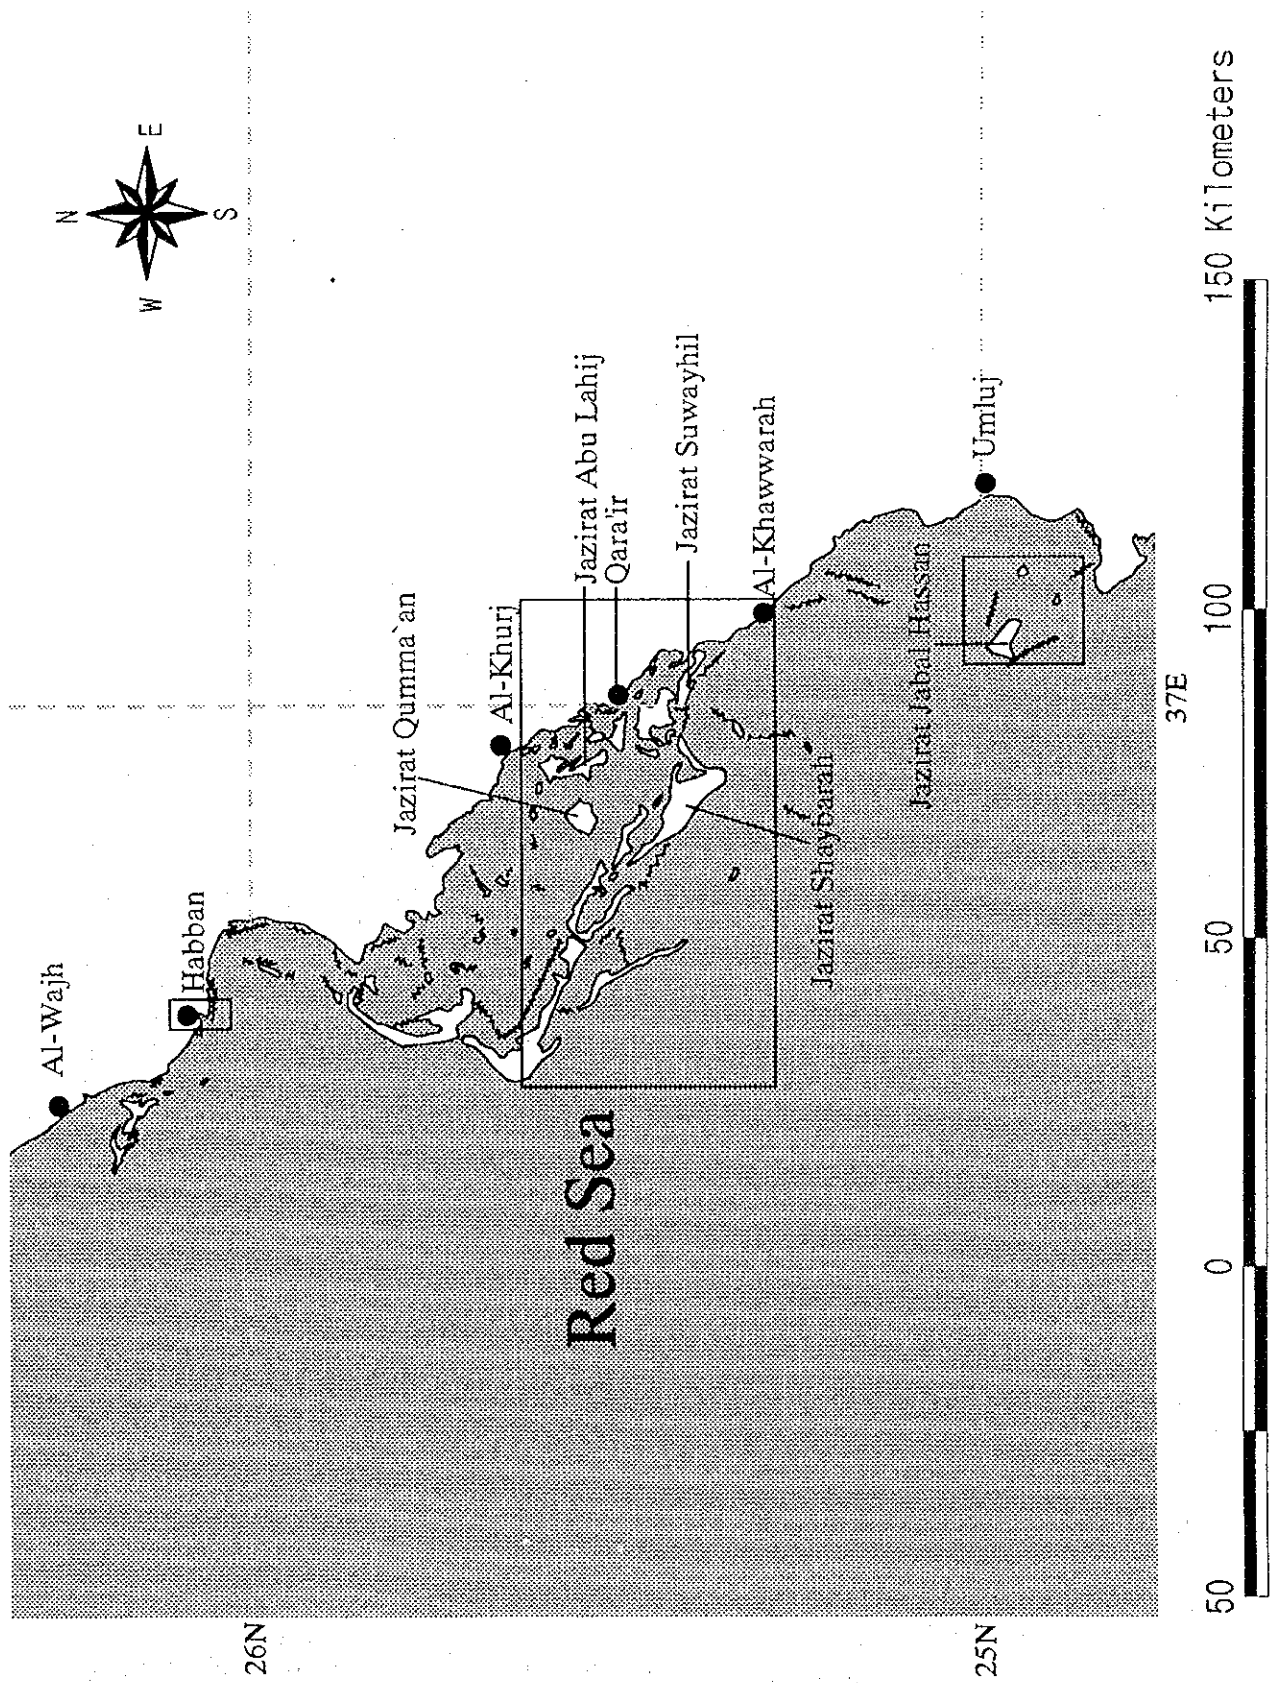 N
E
S
W
Al-Wajh
Habban
26N
Jazirat Qumma`an
Al-Khurj
Jazirat Abu Lahij
Qara'ir
Jazirat Suwayhil
Al-Khawwarah
Red Sea
Jazirat Shaybarah
Jazirat Jabal Hassan
Umluj
25N
37E
50 0 50 100 150 Kilometers